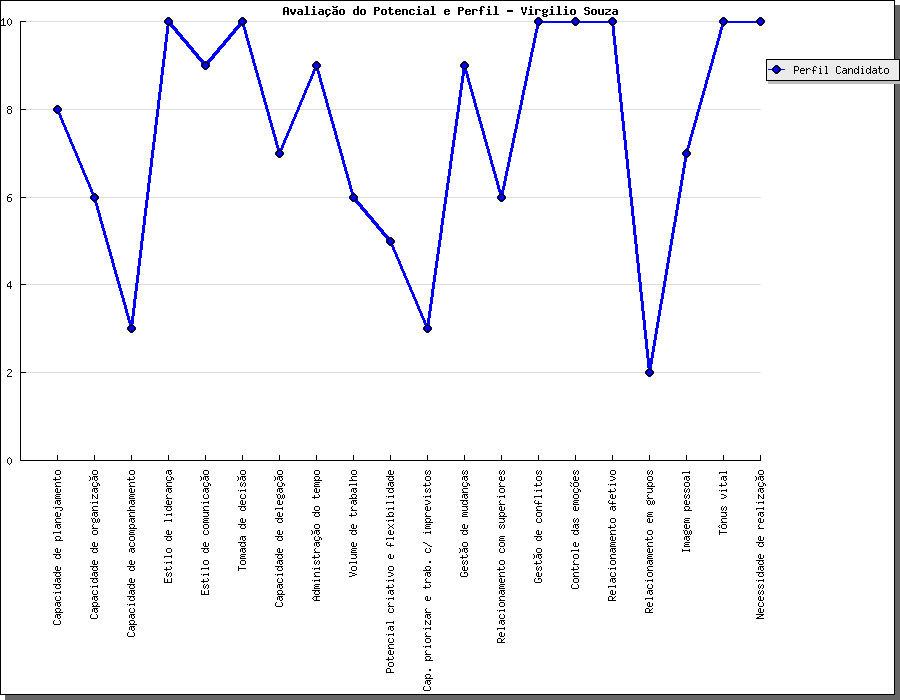 Avaliação do Potencial e Perfil - Virgilio Souza
10
8
6
4
2
0
Perfil Candidato
Capacidade de planejamento
Capacidade de organização
Capacidade de acompanhamento
Estilo de liderança
Estilo de comunicação
Tomada de decisão
Capacidade de delegação
Administração do tempo
Volume de trabalho
Potencial criativo e flexibilidade
Cap. priorizar e trab. c/ imprevistos
Gestão de mudanças
Relacionamento com superiores
Gestão de conflitos
Controle das emoções
Relacionamento afetivo
Relacionamento em grupos
Imagem pessoal
Tônus vital
Necessidade de realização